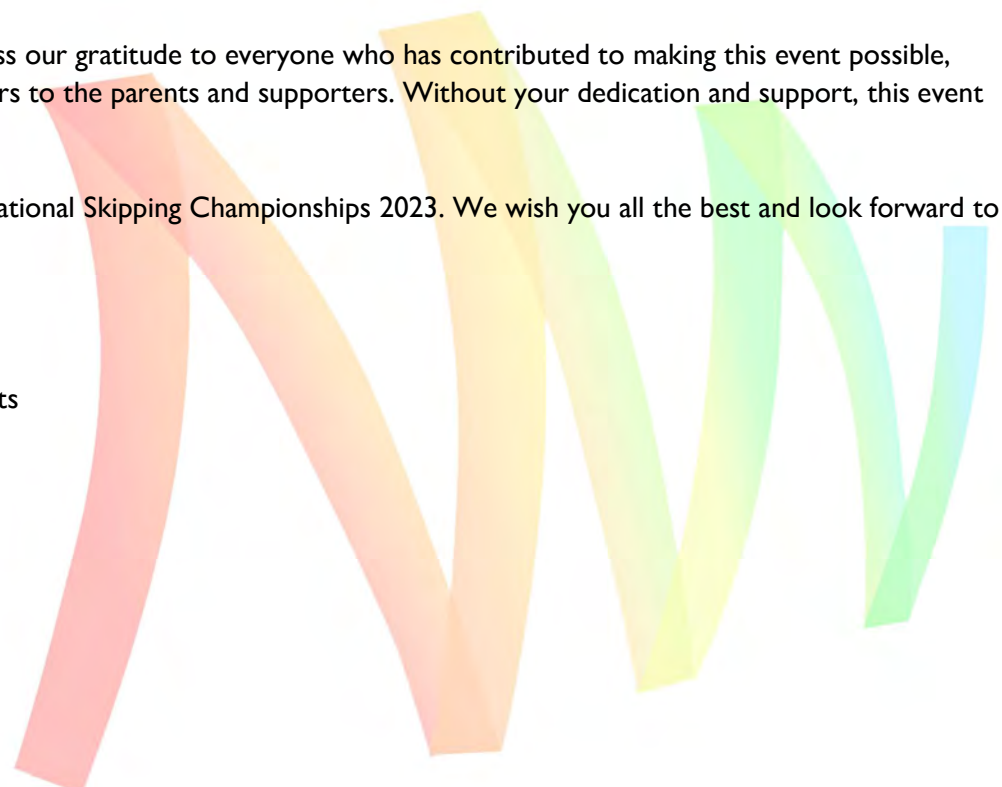 ss our gratitude to everyone who has contributed to making this event possible,
rs to the parents and supporters. Without your dedication and support, this event
ational Skipping Championships 2023. We wish you all the best and look forward to
ts